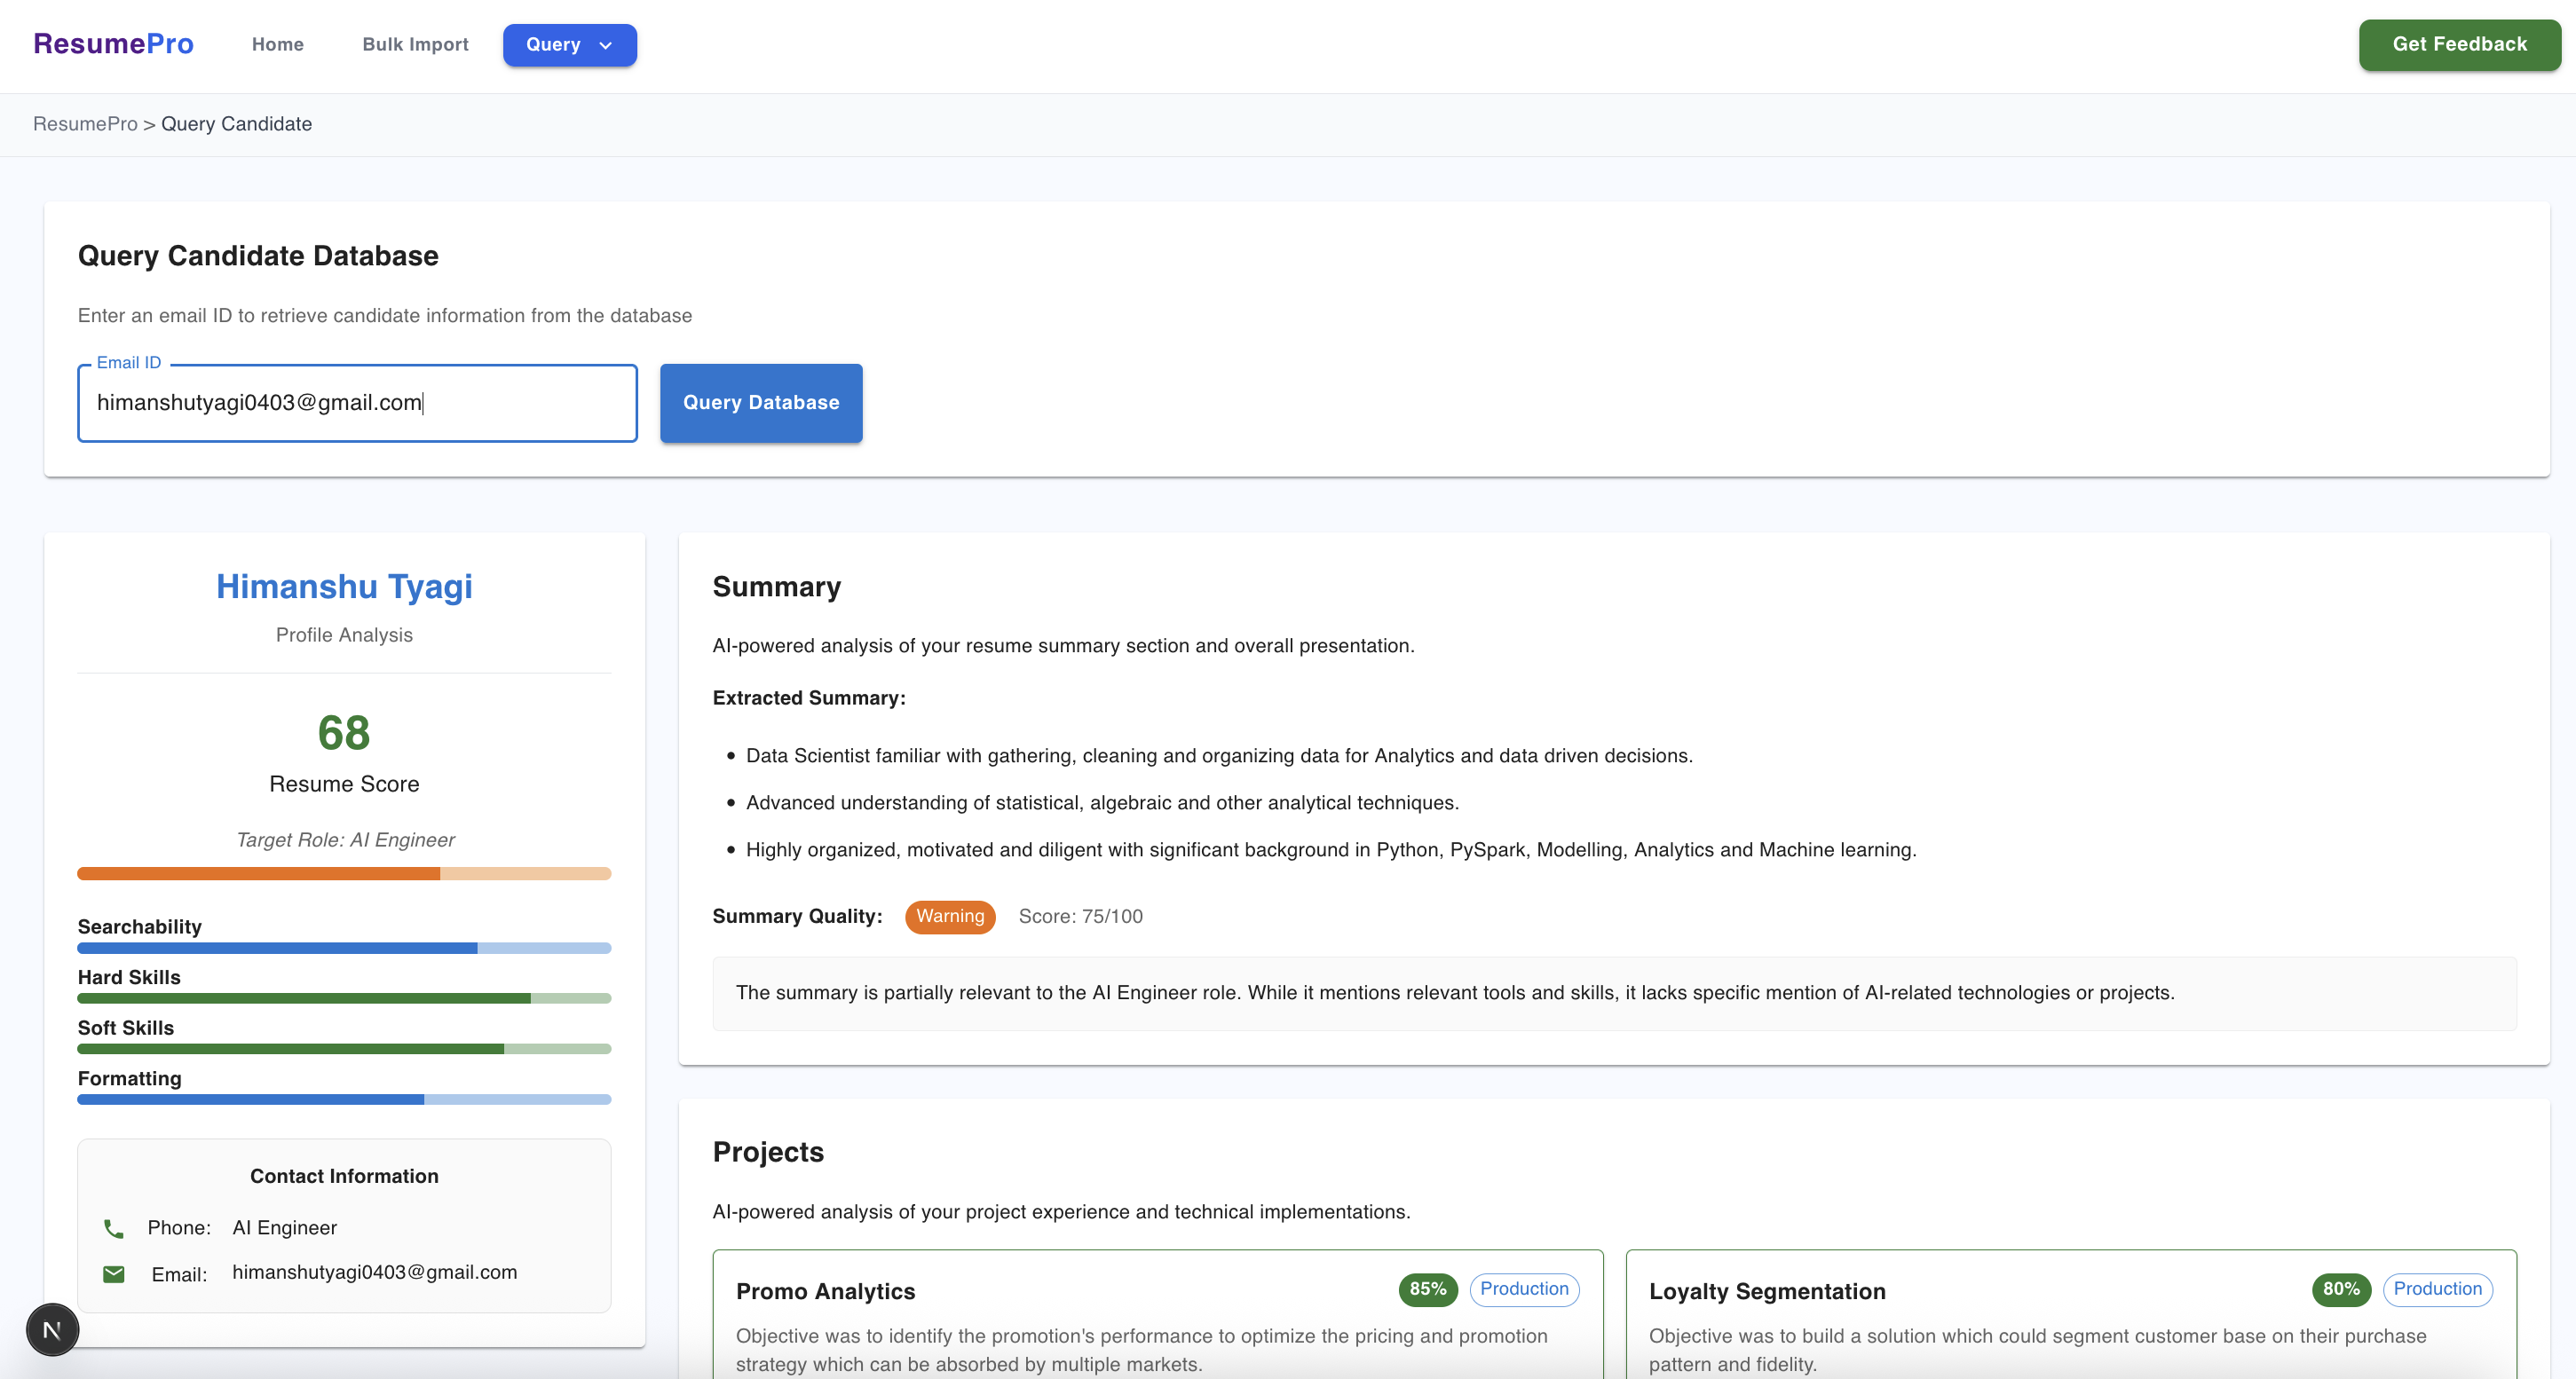 ResumePro
Home
Bulk Import
Query
Get Feedback
ResumePro > Query Candidate
Query Candidate Database
Enter an email ID to retrieve candidate information from the database
Email ID
himanshutyagi0403@gmail.com
Query Database
Himanshu Tyagi
Profile Analysis
68
Resume Score
Target Role: AI Engineer
Searchability
Hard Skills
Soft Skills
Formatting
Contact Information
Phone: AI Engineer
Email: himanshutyagi0403@gmail.com
N
Summary
AI-powered analysis of your resume summary section and overall presentation.
Extracted Summary:
• Data Scientist familiar with gathering, cleaning and organizing data for Analytics and data driven decisions.
• Advanced understanding of statistical, algebraic and other analytical techniques.
• Highly organized, motivated and diligent with significant background in Python, PySpark, Modelling, Analytics and Machine learning.
Summary Quality: Warning Score: 75/100
The summary is partially relevant to the AI Engineer role. While it mentions relevant tools and skills, it lacks specific mention of AI-related technologies or projects.
Projects
AI-powered analysis of your project experience and technical implementations.
Promo Analytics 85% Production
Objective was to identify the promotion's performance to optimize the pricing and promotion
strategy which can be absorbed by multiple markets.
Loyalty Segmentation 80% Production
Objective was to build a solution which could segment customer base on their purchase
pattern and fidelity.